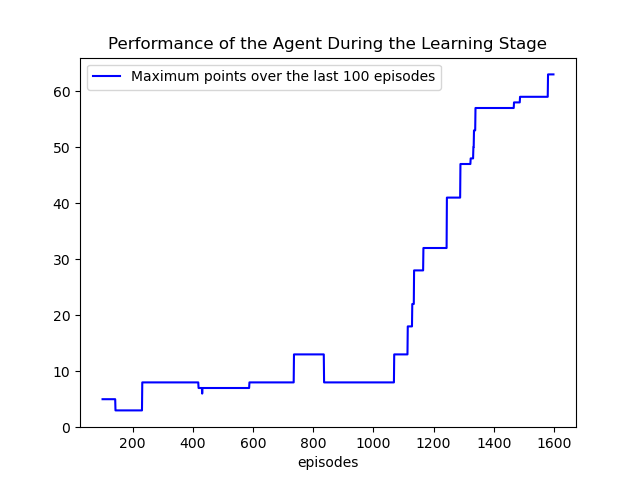 Performance of the Agent During the Learning Stage
Maximum points over the last 100 episodes
60
50
40
30
20
10
0
200 400 600 800 1000 1200 1400 1600
episodes